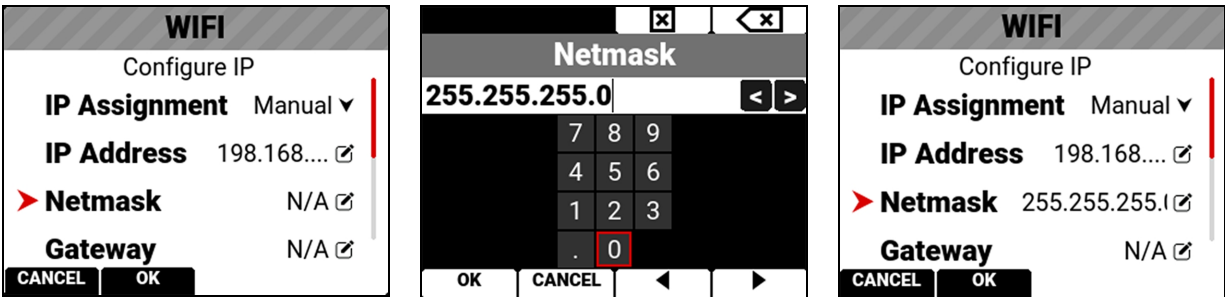 WIFI
Configure IP
IP Assignment Manual
IP Address 198.168....
Netmask N/A
Gateway N/A
CANCEL OK
Netmask
255.255.255.0
< >
7 8 9
4 5 6
1 2 3
. 0
OK CANCEL
WIFI
Configure IP
IP Assignment Manual
IP Address 198.168....
Netmask 255.255.255.(
Gateway N/A
CANCEL OK